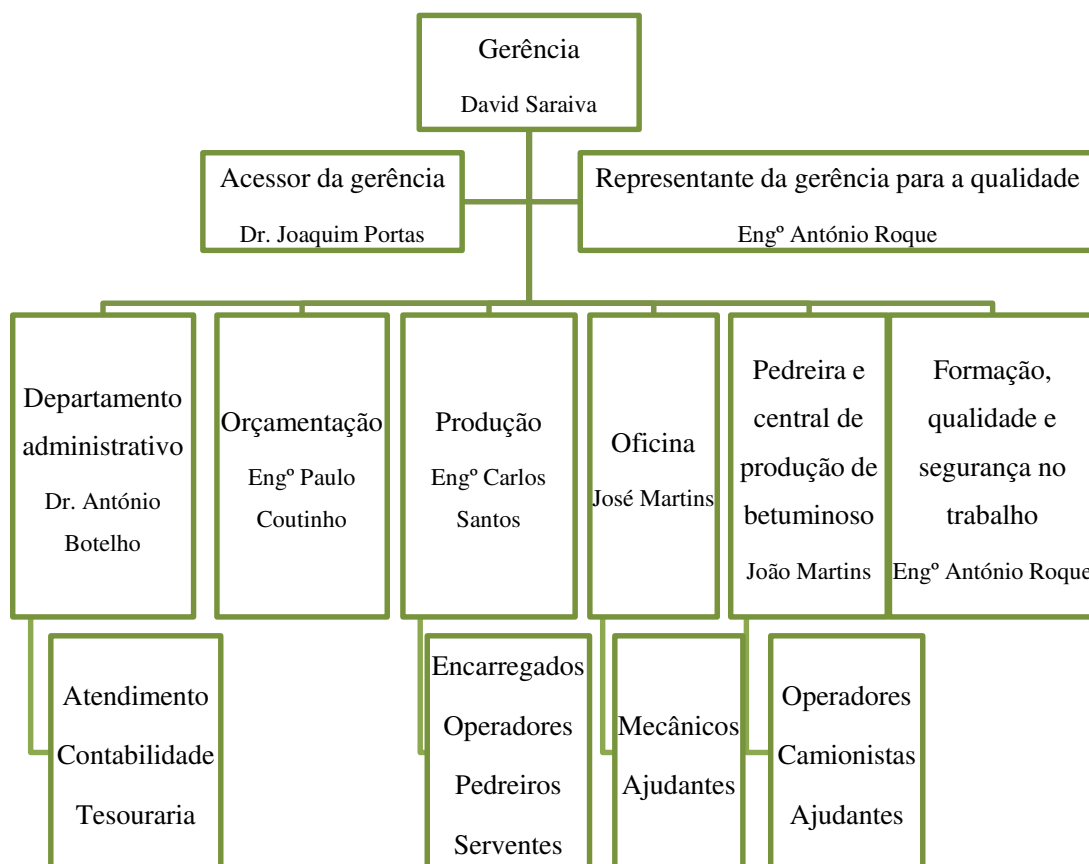 Gerência
David Saraiva
Acessor da gerência
Dr. Joaquim Portas
Representante da gerência para a qualidade
Engº António Roque
Departamento
administrativo
Dr. António
Botelho
Orçamentação
Engº Paulo
Coutinho
Produção
Engº Carlos
Santos
Oficina
José Martins
Pedreira e
central de
produção de
betuminoso
João Martins
Formação,
qualidade e
segurança no
trabalho
Engº António Roque
Atendimento
Contabilidade
Tesouraria
Encarregados
Operadores
Pedreiros
Serventes
Mecânicos
Ajudantes
Operadores
Camionistas
Ajudantes